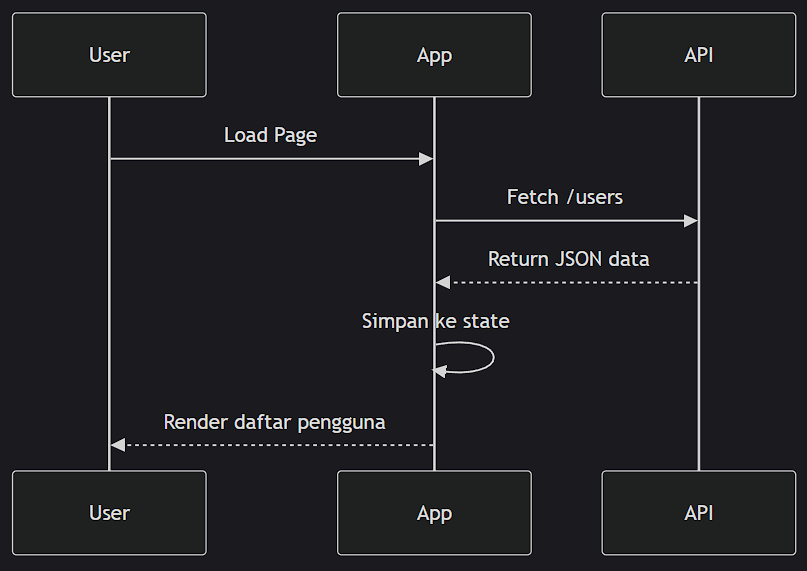 User
App
API
Load Page
Fetch /users
Return JSON data
Simpan ke state
Render daftar pengguna
User
App
API